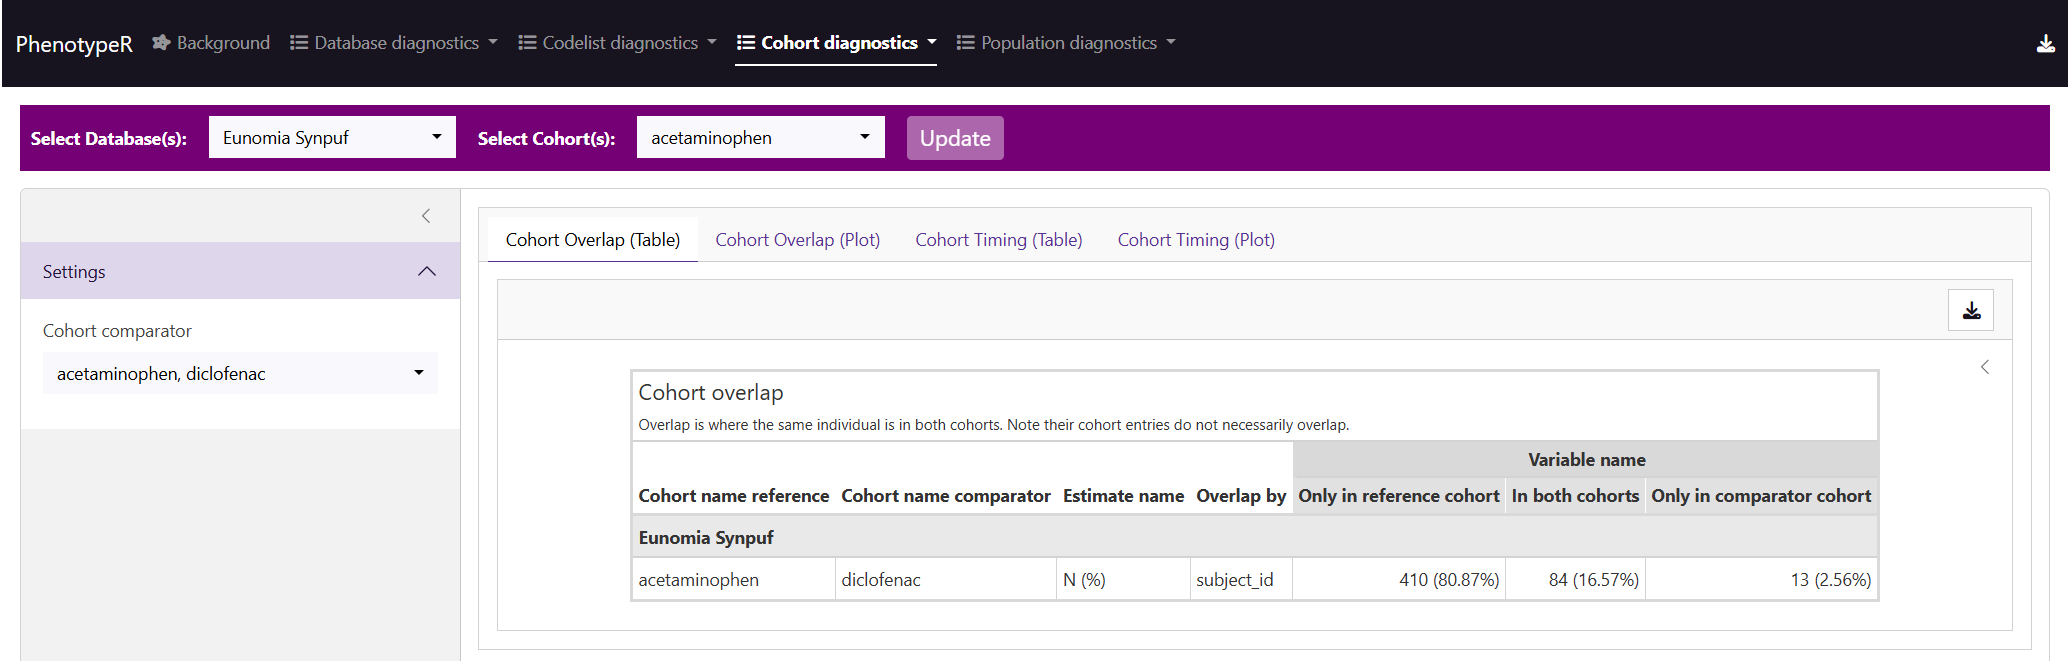 PhenotypeR Background Database diagnostics Codelist diagnostics Cohort diagnostics Population diagnostics
Select Database(s): Eunomia Synpuf Select Cohort(s): acetaminophen Update
Settings
Cohort comparator
acetaminophen, diclofenac
Cohort Overlap (Table) Cohort Overlap (Plot) Cohort Timing (Table) Cohort Timing (Plot)
Cohort overlap
Overlap is where the same individual is in both cohorts. Note their cohort entries do not necessarily overlap.
Variable name
Cohort name reference Cohort name comparator Estimate name Overlap by Only in reference cohort In both cohorts Only in comparator cohort
Eunomia Synpuf
acetaminophen diclofenac N (%) subject_id 410 (80.87%) 84 (16.57%) 13 (2.56%)